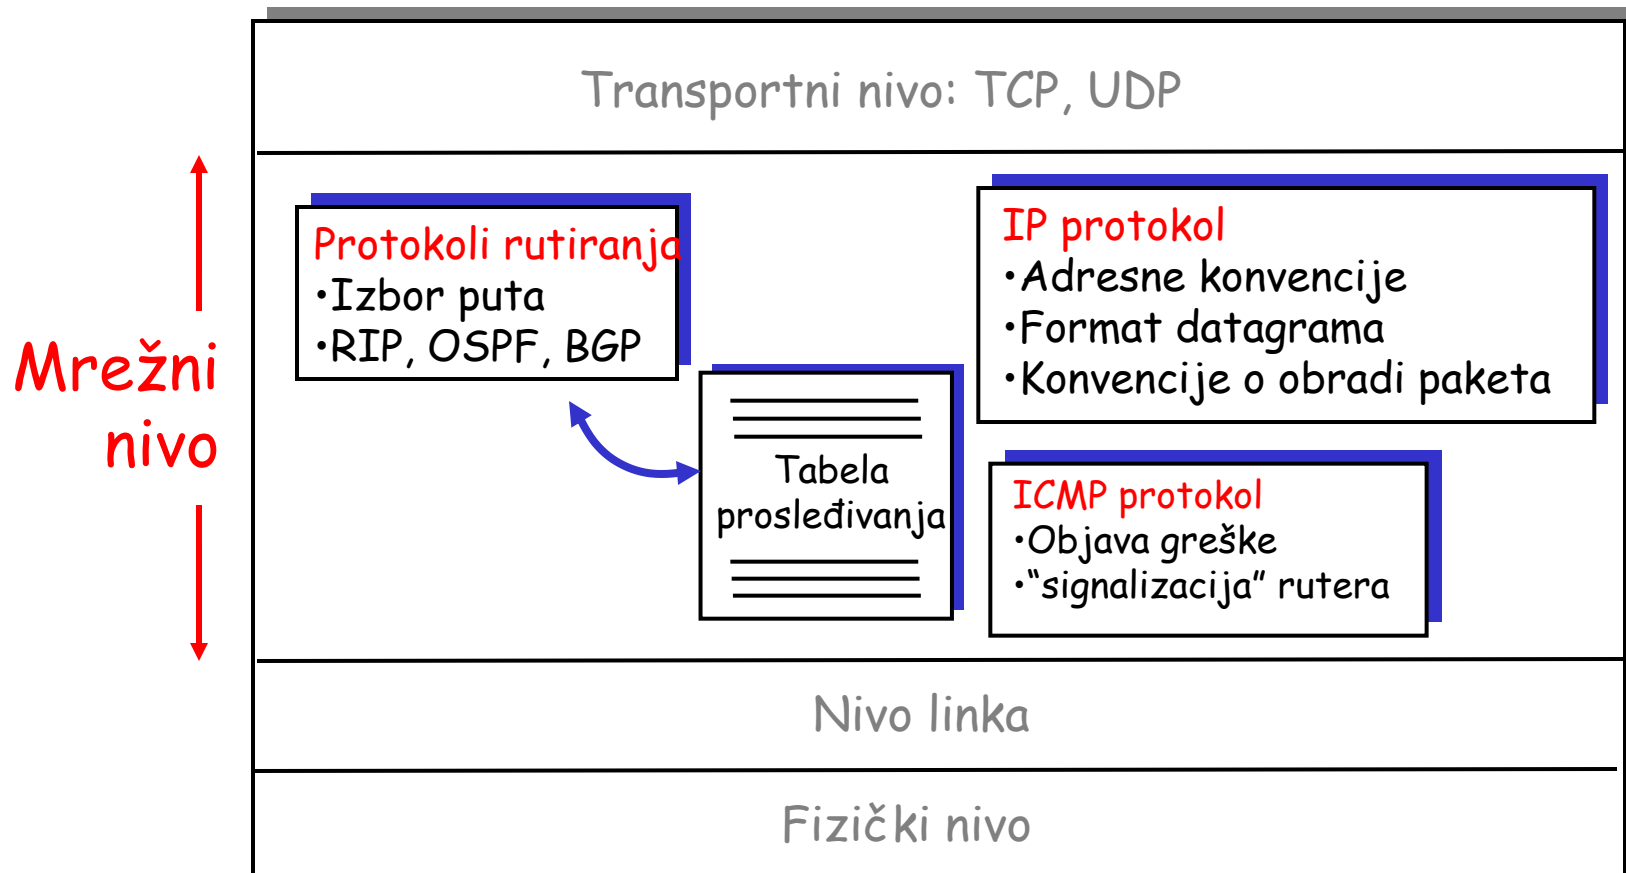 Transportni nivo: TCP, UDP
Mrežni
nivo
Protokoli rutiranja
•Izbor puta
•RIP, OSPF, BGP
Tabela
prosleđivanja
IP protokol
•Adresne konvencije
•Format datagrama
•Konvencije o obradi paketa
ICMP protokol
•Objava greške
•“signalizacija” rutera
Nivo linka
Fizički nivo